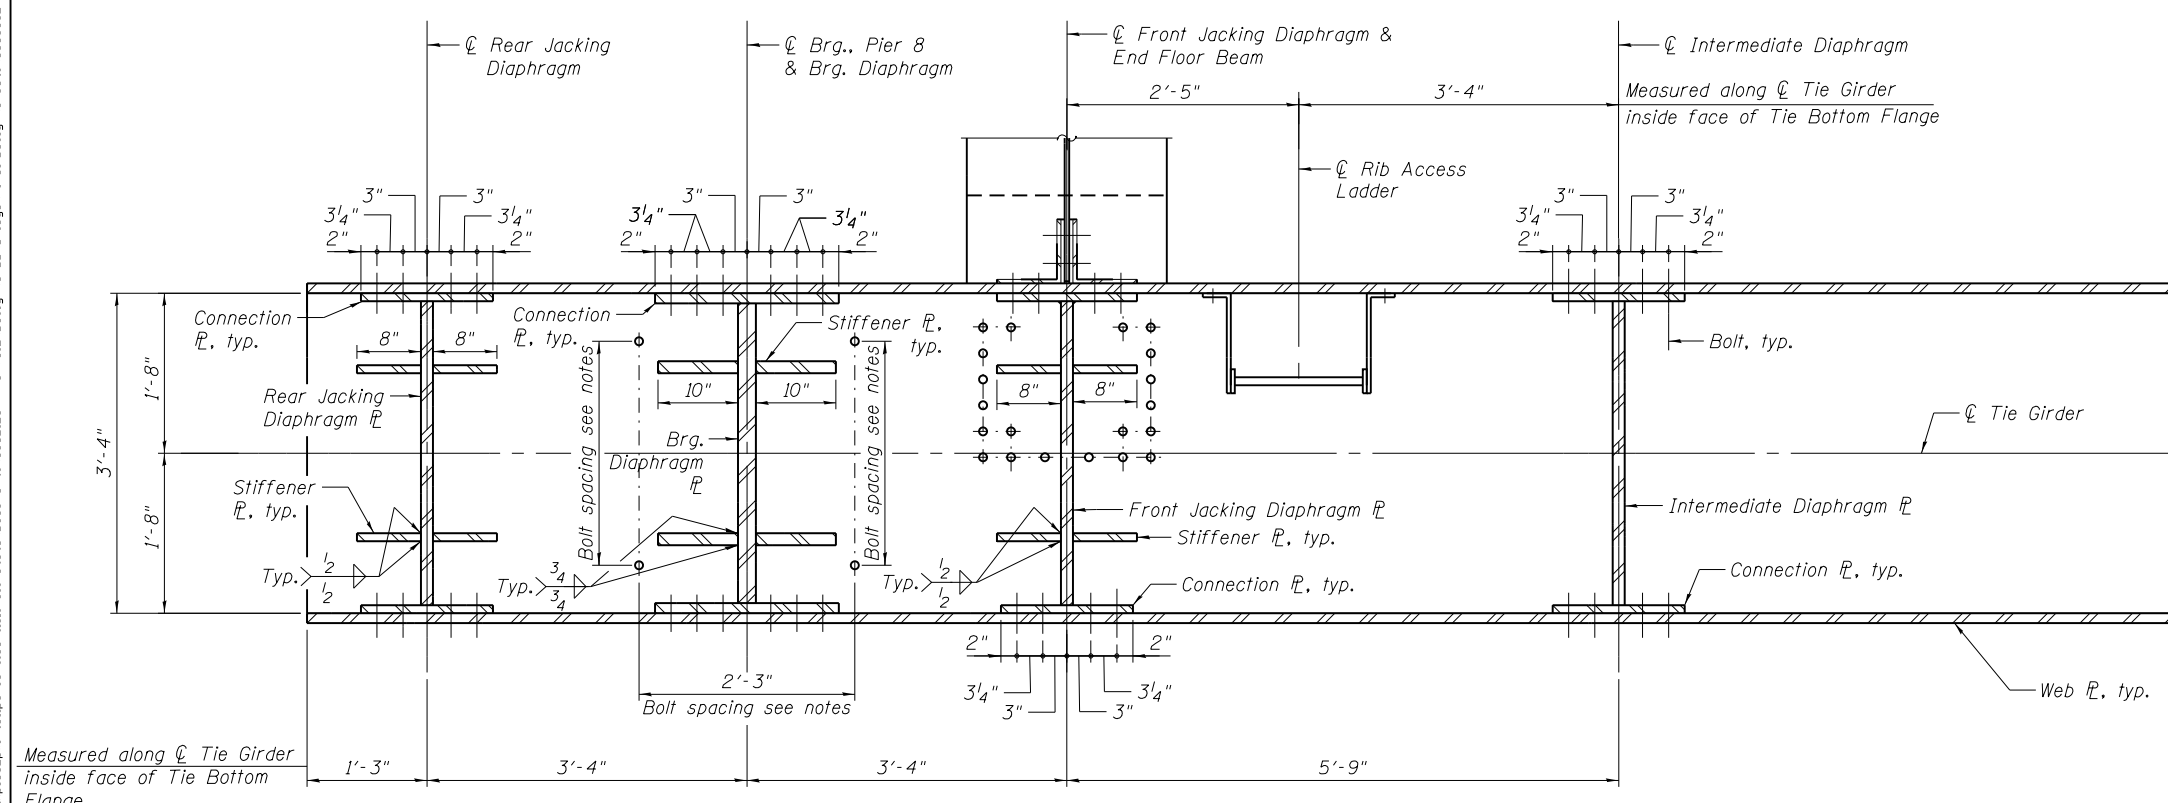 ℄ Rear Jacking
Diaphragm
℄ Brg., Pier 8
& Brg. Diaphragm
℄ Front Jacking Diaphragm &
End Floor Beam
℄ Intermediate Diaphragm
2'-5"
3'-4"
Measured along ℄ Tie Girder
inside face of Tie Bottom Flange
℄ Rib Access
Ladder
3" 3"
3¼" 3¼"
2" 2"
3" 3"
3¼" 3¼"
2" 2"
3" 3"
3¼" 3¼"
2" 2"
Connection
℄, typ.
Connection
℄, typ.
Stiffener ℄,
typ.
Bolt, typ.
8" 8"
10" 10"
8" 8"
Rear Jacking
Diaphragm ℄
Brg.
Diaphragm
℄
Bolt spacing see notes
Bolt spacing see notes
℄ Tie Girder
1'-8"
3'-4"
1'-8"
Stiffener
℄, typ.
Front Jacking Diaphragm ℄
Stiffener ℄, typ.
Intermediate Diaphragm ℄
Typ. ½
½
Typ. ¾
¾
Typ. ½
½
Connection ℄, typ.
Connection ℄, typ.
2" 2"
3¼" 3¼"
3" 3"
2'-3"
Bolt spacing see notes
Web ℄, typ.
Measured along ℄ Tie Girder
inside face of Tie Bottom
Flange
1'-3"
3'-4"
3'-4"
5'-9"